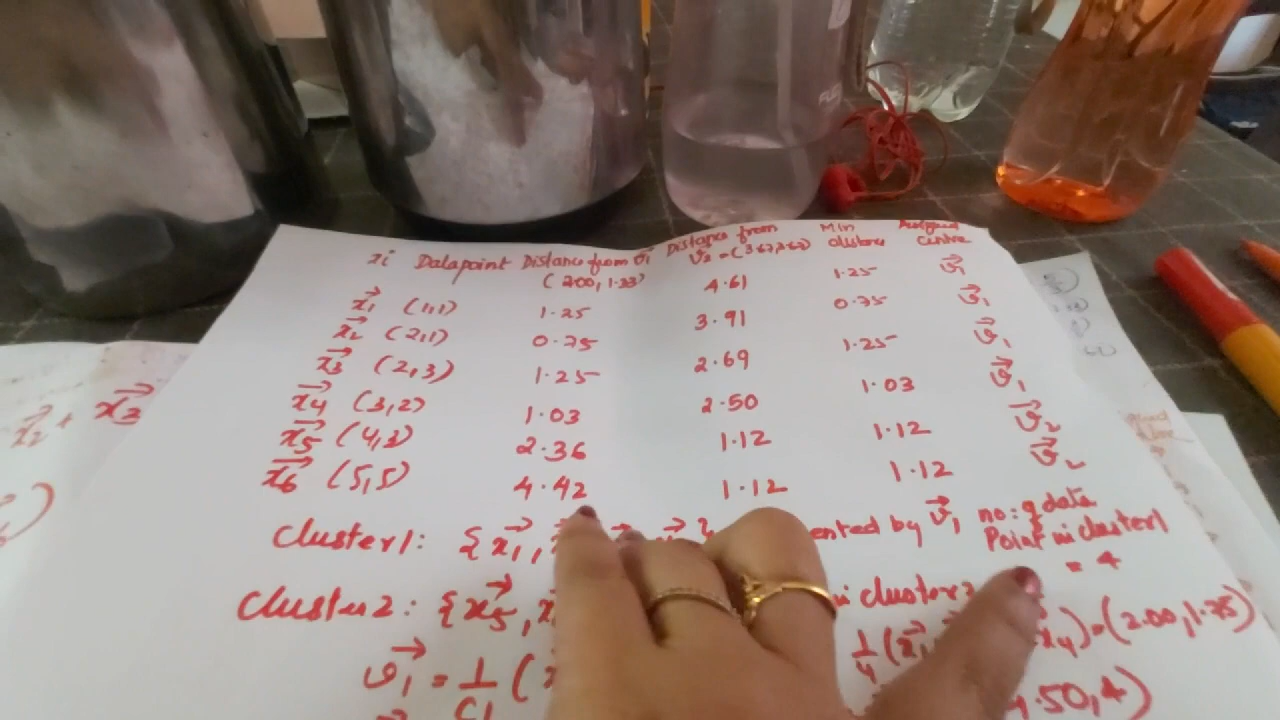 xi Datapoint Distance from v1 (2.00, 1.33) Distance from v2 = (3.67, 3.67) Min distance Assigned centre
x1 (1,1) 1.25 4.61 1.25 v1
x2 (2,1) 0.75 3.91 0.75 v1
x3 (2,3) 1.25 2.69 1.25 v1
x4 (3,2) 1.03 2.50 1.03 v1
x5 (4,3) 2.36 1.12 1.12 v2
x6 (5,5) 4.42 1.12 1.12 v2
Cluster1: {x1, } ented by v1 no: of data Point in cluster1 = 4
Cluster2: {x5, in cluster2
v1 = 1/C1 ( 1/4 (x1, x4) = (2.00, 1.75)
.50, 4)
x2 + x3